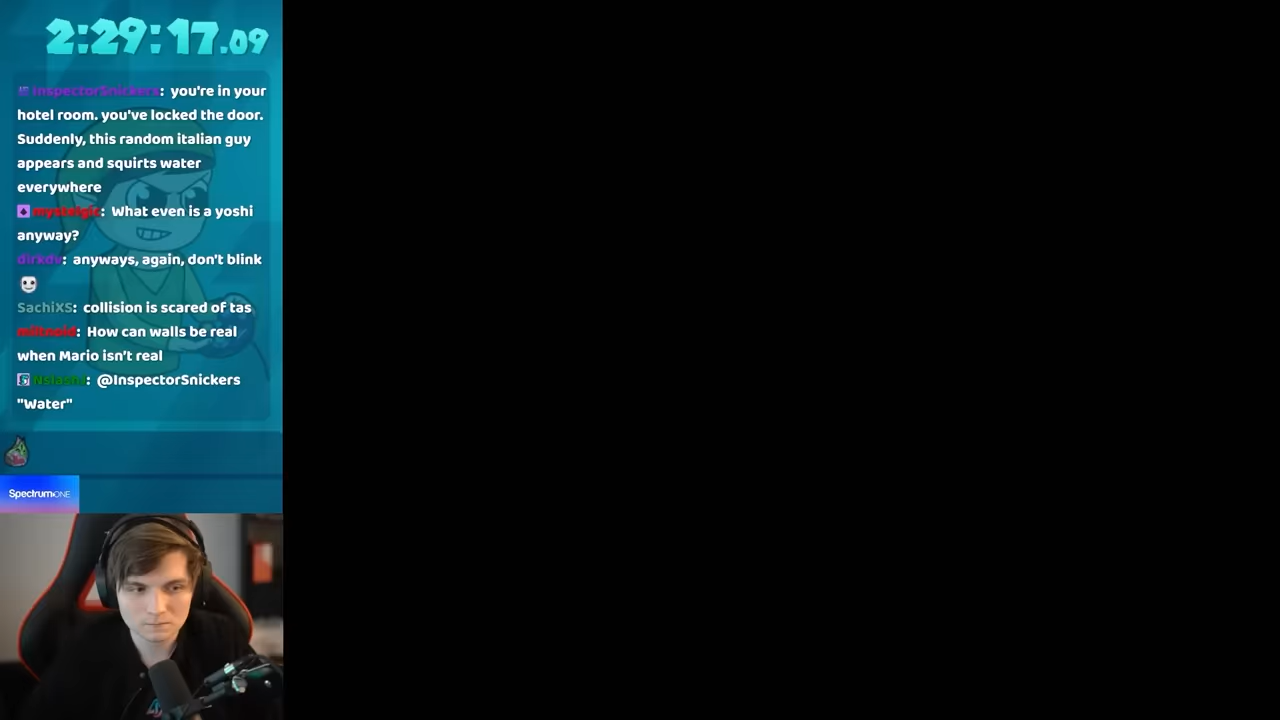 2:29:17.09
InspectorSnickers: you're in your
hotel room. you've locked the door.
Suddenly, this random italian guy
appears and squirts water
everywhere
: What even is a yoshi
anyway?
dirkdv: anyways, again, don't blink
SachiXS: collision is scared of tas
: How can walls be real
when Mario isn't real
: @InspectorSnickers
"Water"
SpectrumONE